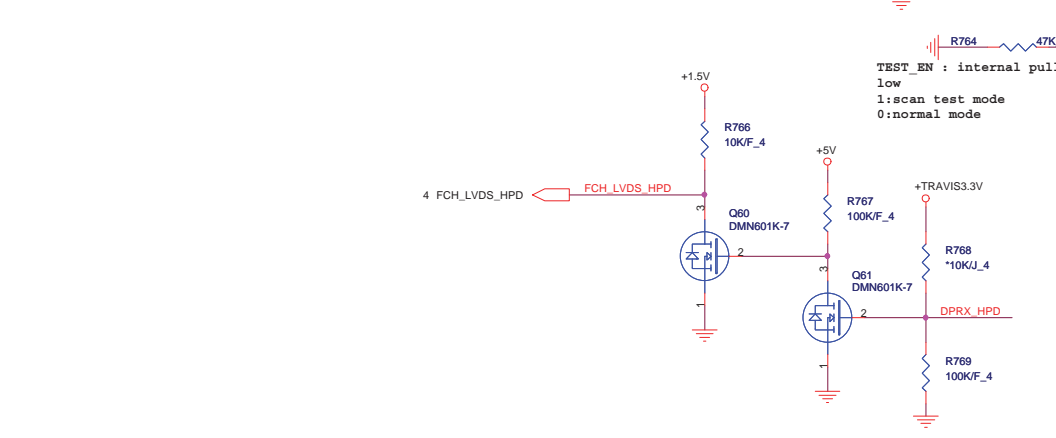 R764
47K
TEST_EN : internal pull
low
1:scan test mode
0:normal mode
+1.5V
R766
10K/F_4
+5V
4 FCH_LVDS_HPD
FCH_LVDS_HPD
+TRAVIS3.3V
R767
100K/F_4
3
Q60
DMN601K-7
2
R768
*10K/J_4
3
Q61
DMN601K-7
1
2
DPRX_HPD
1
R769
100K/F_4